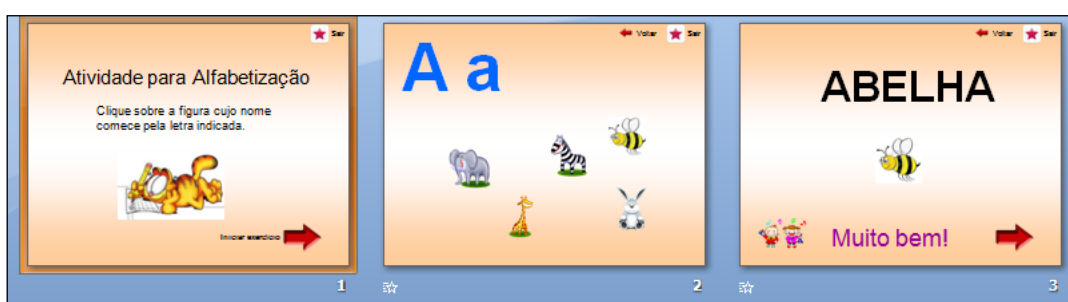 Sair
Atividade para Alfabetização
Clique sobre a figura cujo nome
comece pela letra indicada.
Iniciar exercício
1
Voltar Sair
A a
2
Voltar Sair
ABELHA
Muito bem!
3